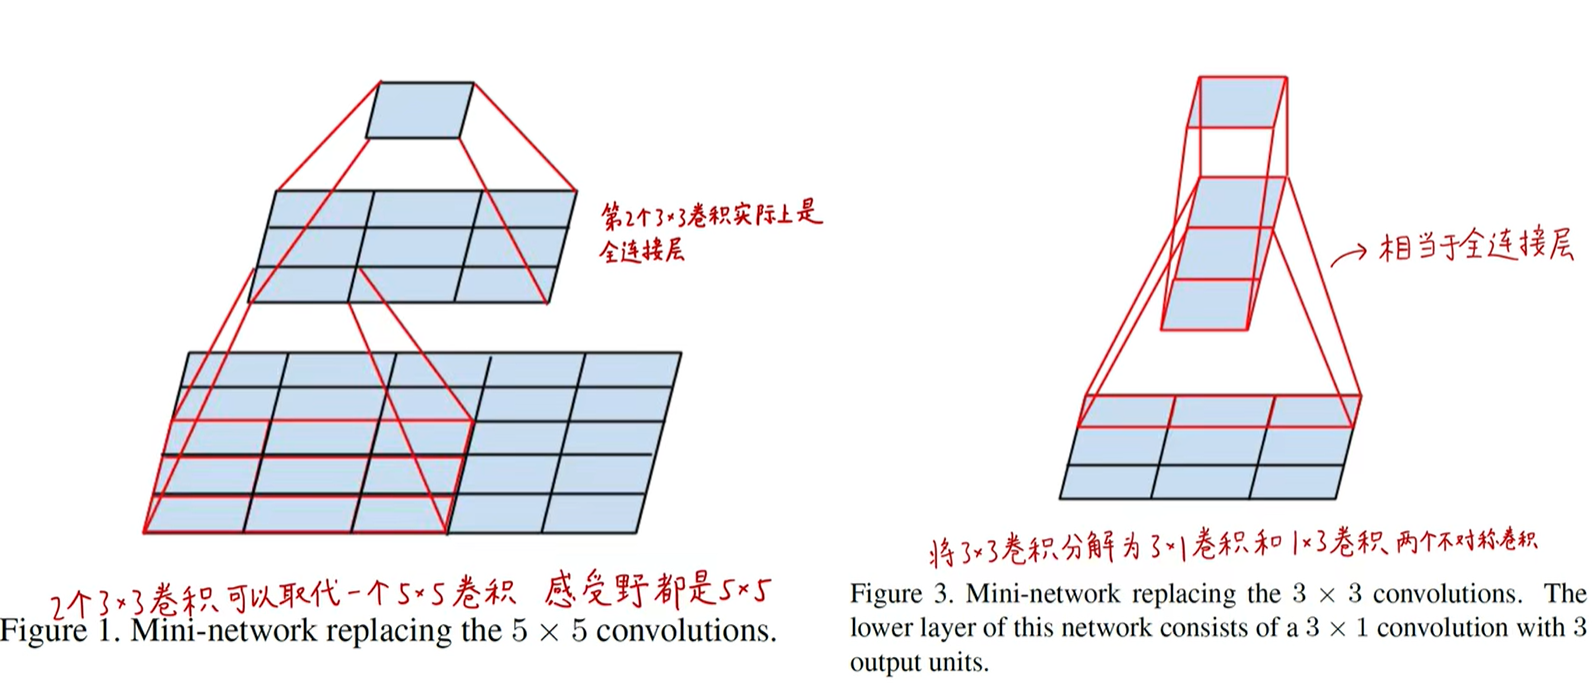 第2个3×3卷积实际上是
全连接层
2个3×3卷积可以取代一个5×5卷积 感受野都是5×5
Figure 1. Mini-network replacing the 5 × 5 convolutions.
相当于全连接层
将3×3卷积分解为3×1卷积和1×3卷积两个不对称卷积
Figure 3. Mini-network replacing the 3 × 3 convolutions. The
lower layer of this network consists of a 3 × 1 convolution with 3
output units.